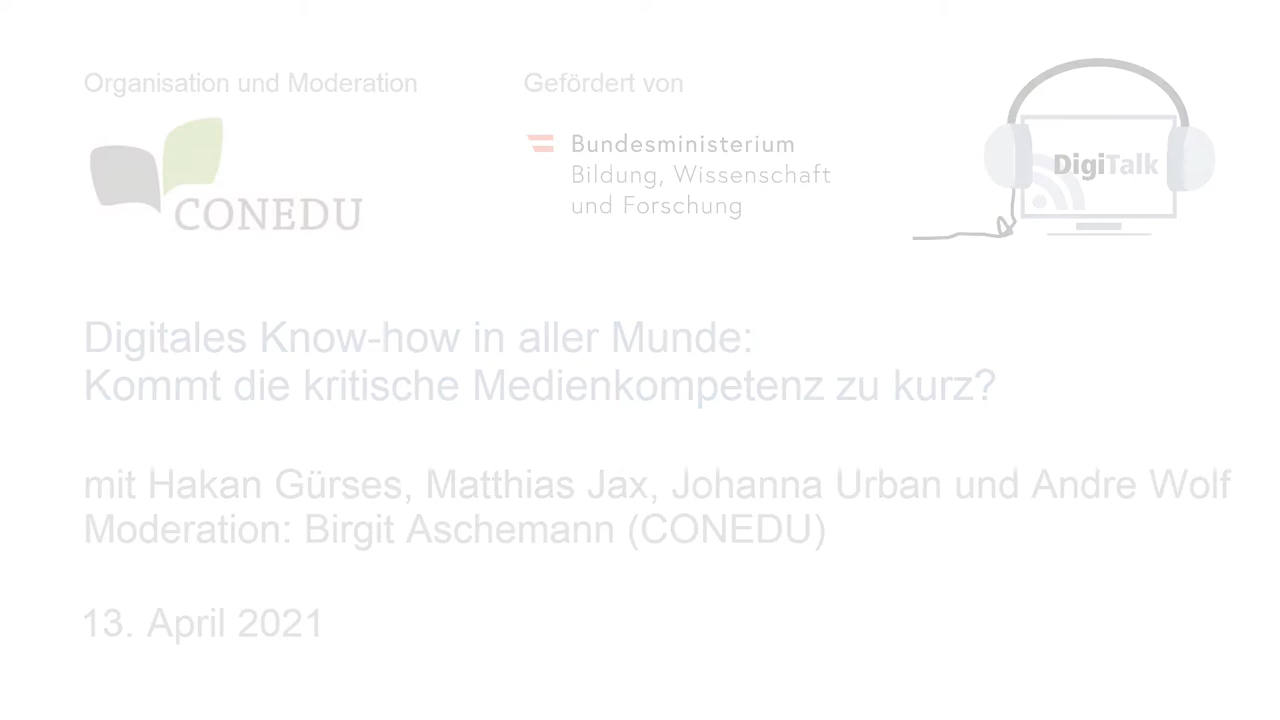 Organisation und Moderation
Gefördert von
CONEDU
Bundesministerium
Bildung, Wissenschaft
und Forschung
DigiTalk
Digitales Know-how in aller Munde:
Kommt die kritische Medienkompetenz zu kurz?
mit Hakan Gürses, Matthias Jax, Johanna Urban und Andre Wolf
Moderation: Birgit Aschemann (CONEDU)
13. April 2021